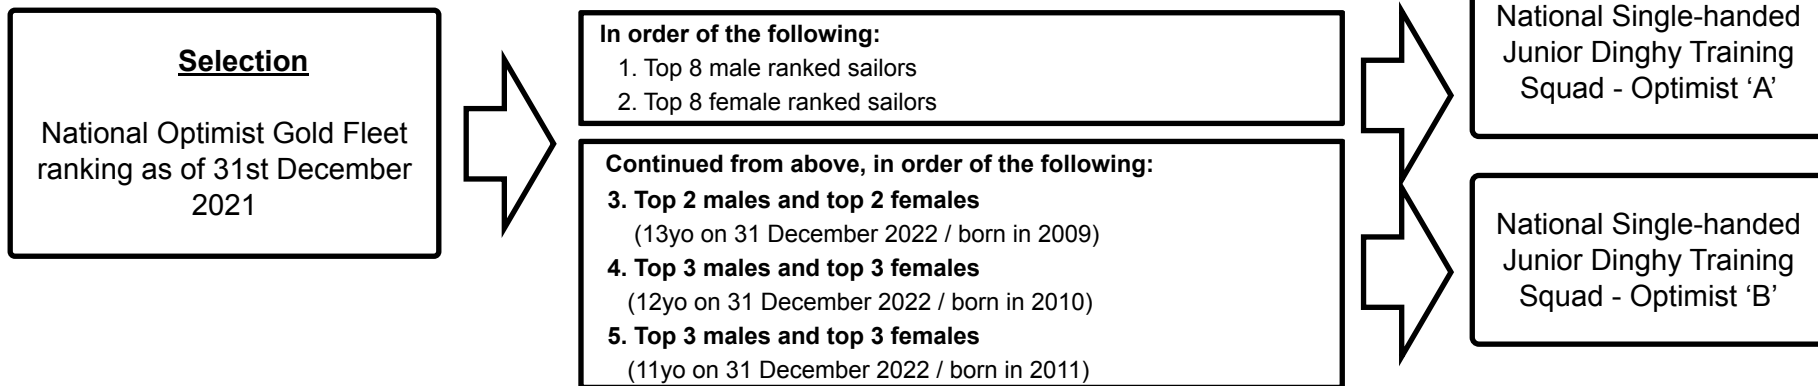 Selection
National Optimist Gold Fleet
ranking as of 31st December
2021
In order of the following:
1. Top 8 male ranked sailors
2. Top 8 female ranked sailors
Continued from above, in order of the following:
3. Top 2 males and top 2 females
(13yo on 31 December 2022 / born in 2009)
4. Top 3 males and top 3 females
(12yo on 31 December 2022 / born in 2010)
5. Top 3 males and top 3 females
(11yo on 31 December 2022 / born in 2011)
National Single-handed
Junior Dinghy Training
Squad - Optimist ‘A’
National Single-handed
Junior Dinghy Training
Squad - Optimist ‘B’